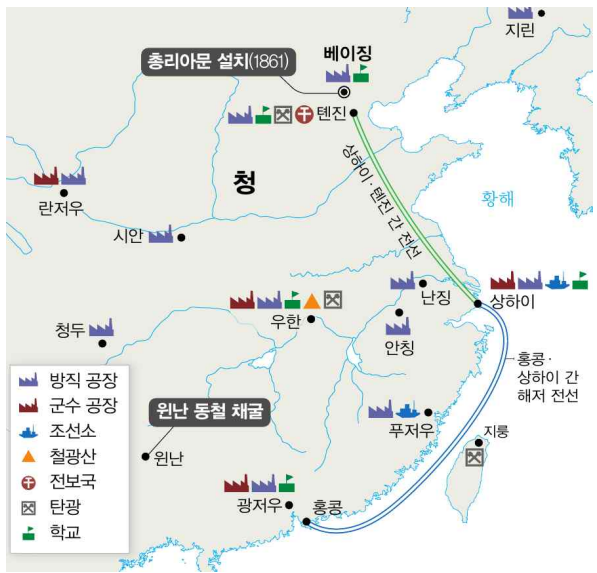 지린
베이징
총리아문 설치(1861)
톈진
청
상하이·톈진 간 전선
황해
란저우
시안
난징
상하이
우한
안칭
청두
홍콩·
상하이 간
해저 전선
윈난 동철 채굴
푸저우
지룽
윈난
광저우
홍콩
방직 공장
군수 공장
조선소
철광산
전보국
탄광
학교